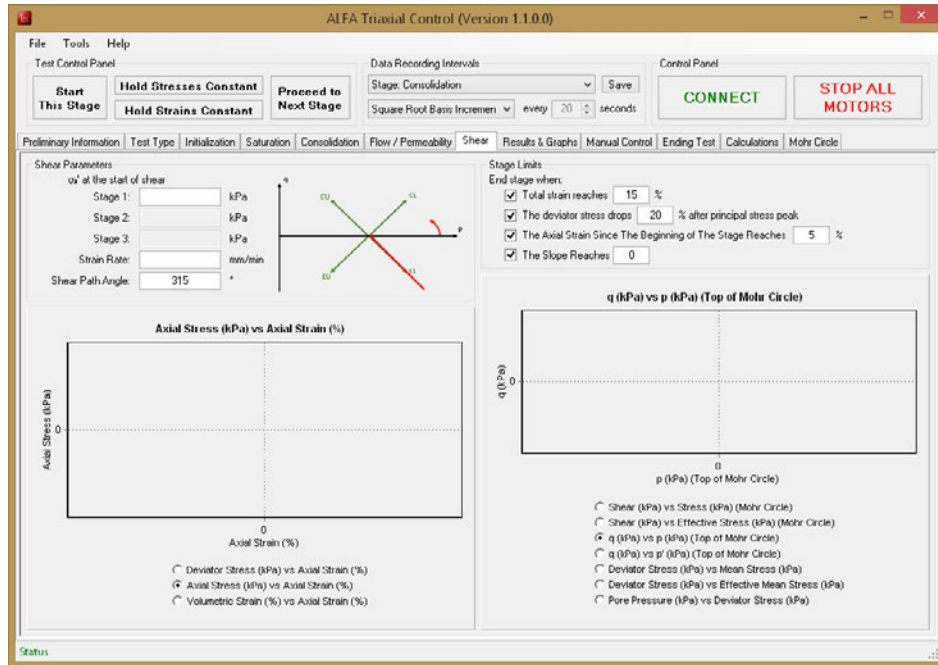 ALFA Triaxial Control (Version 1.1.0.0)
File Tools Help
Test Control Panel
Start This Stage
Hold Stresses Constant
Hold Strains Constant
Proceed to Next Stage
Data Recording Intervals
Stage: Consolidation
Save
Square Root Basis Incremen
every 20 seconds
Control Panel
CONNECT
STOP ALL MOTORS
Preliminary Information Test Type Initialization Saturation Consolidation Flow / Permeability Shear Results & Graphs Manual Control Ending Test Calculations Mohr Circle
Shear Parameters
σ₃' at the start of shear
Stage 1: kPa
Stage 2: kPa
Stage 3: kPa
Strain Rate: mm/min
Shear Path Angle: 315 °
q
p
CU
CL
EU
EL
Stage Limits
End stage when:
Total strain reaches 15 %
The deviator stress drops 20 % after principal stress peak
The Axial Strain Since The Beginning of The Stage Reaches 5 %
The Slope Reaches 0
Axial Stress (kPa) vs Axial Strain (%)
Axial Stress (kPa)
0
0
Axial Strain (%)
Deviator Stress (kPa) vs Axial Strain (%)
Axial Stress (kPa) vs Axial Strain (%)
Volumetric Strain (%) vs Axial Strain (%)
q (kPa) vs p (kPa) (Top of Mohr Circle)
q (kPa)
0
0
p (kPa) (Top of Mohr Circle)
Shear (kPa) vs Stress (kPa) (Mohr Circle)
Shear (kPa) vs Effective Stress (kPa) (Mohr Circle)
q (kPa) vs p (kPa) (Top of Mohr Circle)
q (kPa) vs p' (kPa) (Top of Mohr Circle)
Deviator Stress (kPa) vs Mean Stress (kPa)
Deviator Stress (kPa) vs Effective Mean Stress (kPa)
Pore Pressure (kPa) vs Deviator Stress (kPa)
Status